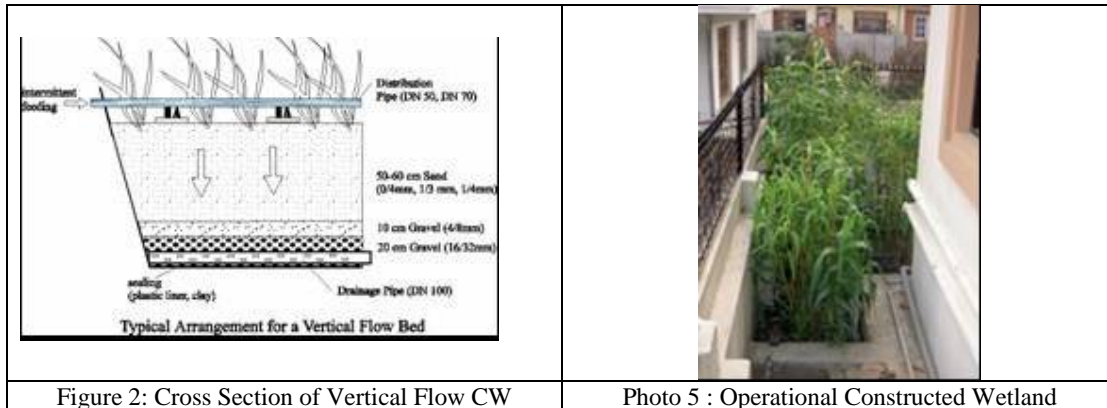 Intermittent
feeding
Distribution
Pipe (DN 50, DN 70)
50-60 cm Sand
(0/4mm, 1/3 mm, 1/4mm)
10 cm Gravel (4/8mm)
20 cm Gravel (16/32mm)
sealing
(plastic liner, clay)
Drainage Pipe (DN 100)
Typical Arrangement for a Vertical Flow Bed
Figure 2: Cross Section of Vertical Flow CW
Photo 5 : Operational Constructed Wetland